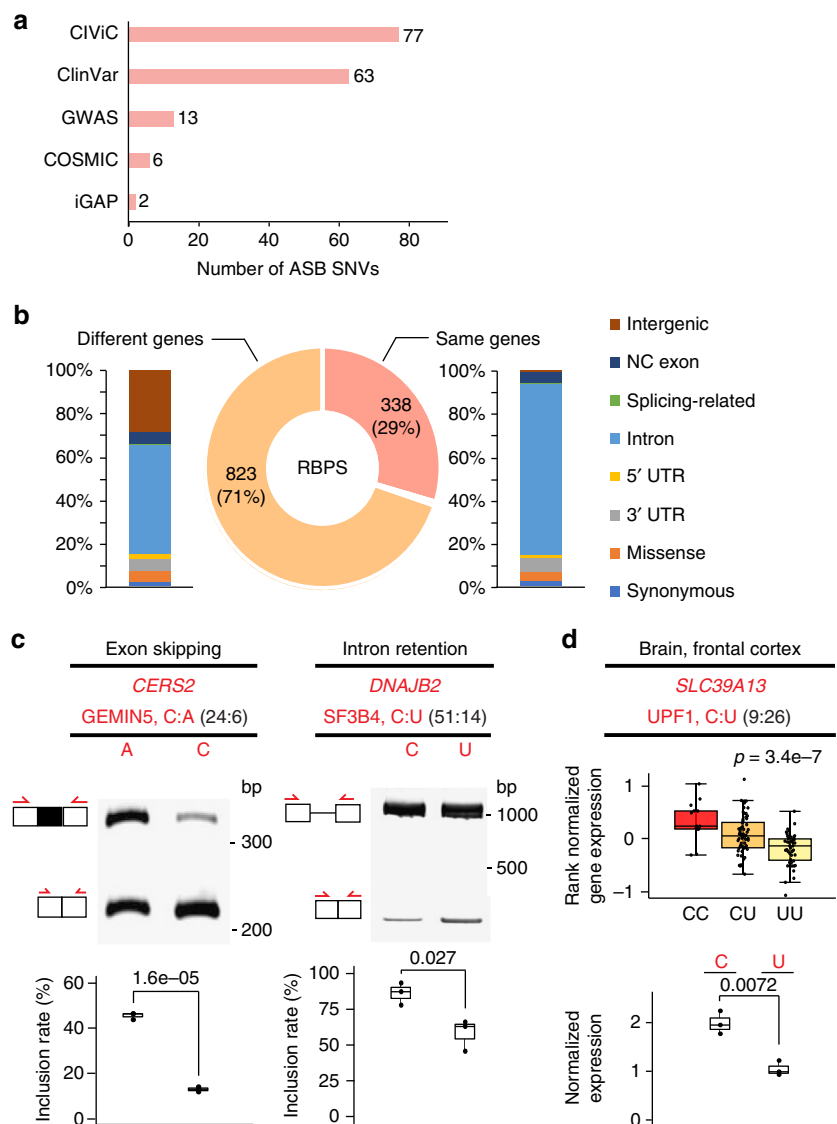 a
CIViC
77
ClinVar
63
GWAS
13
COSMIC
6
iGAP
2
0 20 40 60 80
Number of ASB SNVs
b
Different genes
Same genes
100%
80%
60%
40%
20%
0%
823
(71%)
RBPS
338
(29%)
100%
80%
60%
40%
20%
0%
Intergenic
NC exon
Splicing-related
Intron
5′ UTR
3′ UTR
Missense
Synonymous
c
Exon skipping
CERS2
GEMIN5, C:A (24:6)
A C
bp
300
200
60
40
20
0
Inclusion rate (%)
1.6e–05
Intron retention
DNAJB2
SF3B4, C:U (51:14)
C U
bp
1000
500
100
75
50
25
0
Inclusion rate (%)
0.027
d
Brain, frontal cortex
SLC39A13
UPF1, C:U (9:26)
p = 3.4e–7
1
0
–1
Rank normalized
gene expression
CC CU UU
C U
0.0072
2
1
0
Normalized
expression